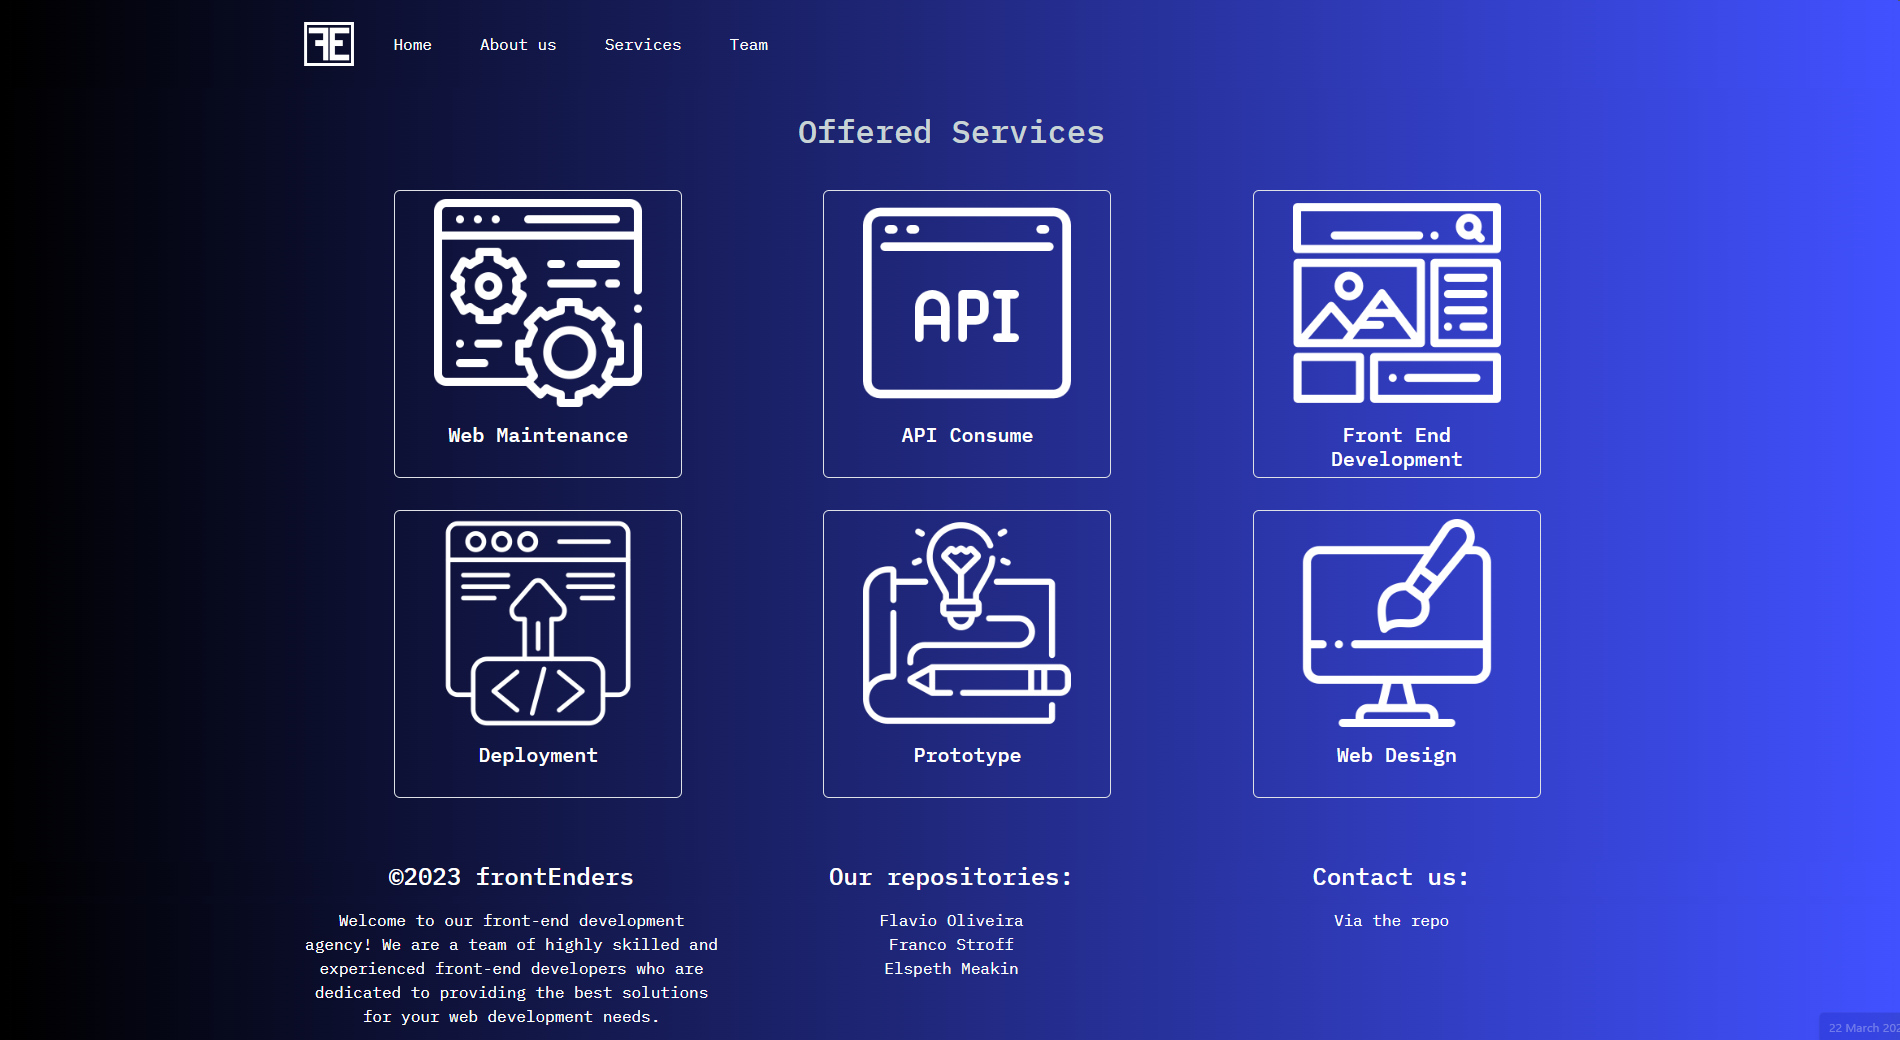 FE
Home
About us
Services
Team
Offered Services
API
Web Maintenance
API Consume
Front End
Development
</>
Deployment
Prototype
Web Design
©2023 frontEnders
Welcome to our front-end development
agency! We are a team of highly skilled and
experienced front-end developers who are
dedicated to providing the best solutions
for your web development needs.
Our repositories:
Flavio Oliveira
Franco Stroff
Elspeth Meakin
Contact us:
Via the repo
22 March